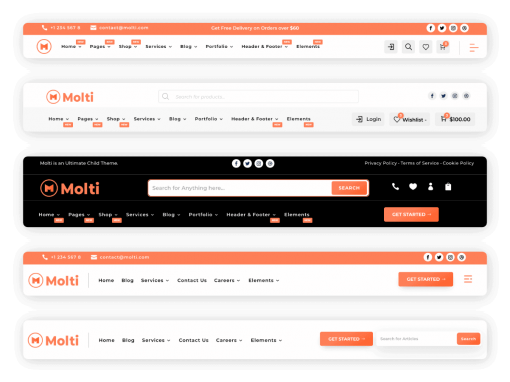 +1 234 567 8 contact@molti.com Get Free Delivery on Orders over $60
Home Pages Shop Services Blog Portfolio Header & Footer Elements
Molti Search for products...
Home Pages Shop Services Blog Portfolio Header & Footer Elements Login Wishlist $100.00
Molti is an Ultimate Child Theme. Privacy Policy - Terms of Service - Cookie Policy
Molti Search for Anything here... SEARCH
Home Pages Shop Services Blog Portfolio Header & Footer Elements GET STARTED
+1 234 567 8 contact@molti.com
Molti Home Blog Services Contact Us Careers Elements GET STARTED
Molti Home Blog Services Contact Us Careers Elements GET STARTED Search for Articles Search